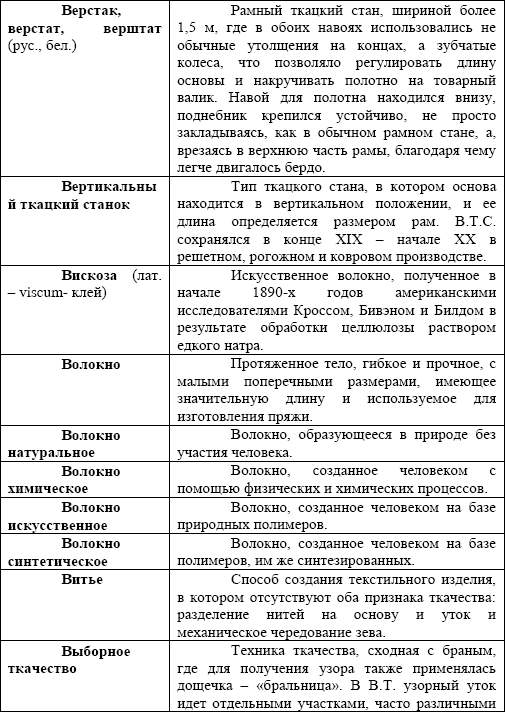 Верстак,
верстат, верштат
(рус., бел.)
Рамный ткацкий стан, шириной более
1,5 м, где в обоих навоях использовались не
обычные утолщения на концах, а зубчатые
колеса, что позволяло регулировать длину
основы и накручивать полотно на товарный
валик. Навой для полотна находился внизу,
поднебник крепился устойчиво, не просто
закладываясь, как в обычном рамном стане, а,
врезаясь в верхнюю часть рамы, благодаря чему
легче двигалось бердо.
Вертикальны
й ткацкий станок
Тип ткацкого стана, в котором основа
находится в вертикальном положении, и ее
длина определяется размером рам. В.Т.С.
сохранялся в конце XIX – начале XX в
решетном, рогожном и ковровом производстве.
Вискоза (лат.
– viscum- клей)
Искусственное волокно, полученное в
начале 1890-х годов американскими
исследователями Кроссом, Бивэном и Билдом в
результате обработки целлюлозы раствором
едкого натра.
Волокно
Протяженное тело, гибкое и прочное, с
малыми поперечными размерами, имеющее
значительную длину и используемое для
изготовления пряжи.
Волокно
натуральное
Волокно, образующееся в природе без
участия человека.
Волокно
химическое
Волокно, созданное человеком с
помощью физических и химических процессов.
Волокно
искусственное
Волокно, созданное человеком на базе
природных полимеров.
Волокно
синтетическое
Волокно, созданное человеком на базе
полимеров, им же синтезированных.
Витье
Способ создания текстильного изделия,
в котором отсутствуют оба признака ткачества:
разделение нитей на основу и уток и
механическое чередование зева.
Выборное
ткачество
Техника ткачества, сходная с браным,
где для получения узора также применялась
дощечка – «бральница». В В.Т. узорный уток
идет отдельными участками, часто различными